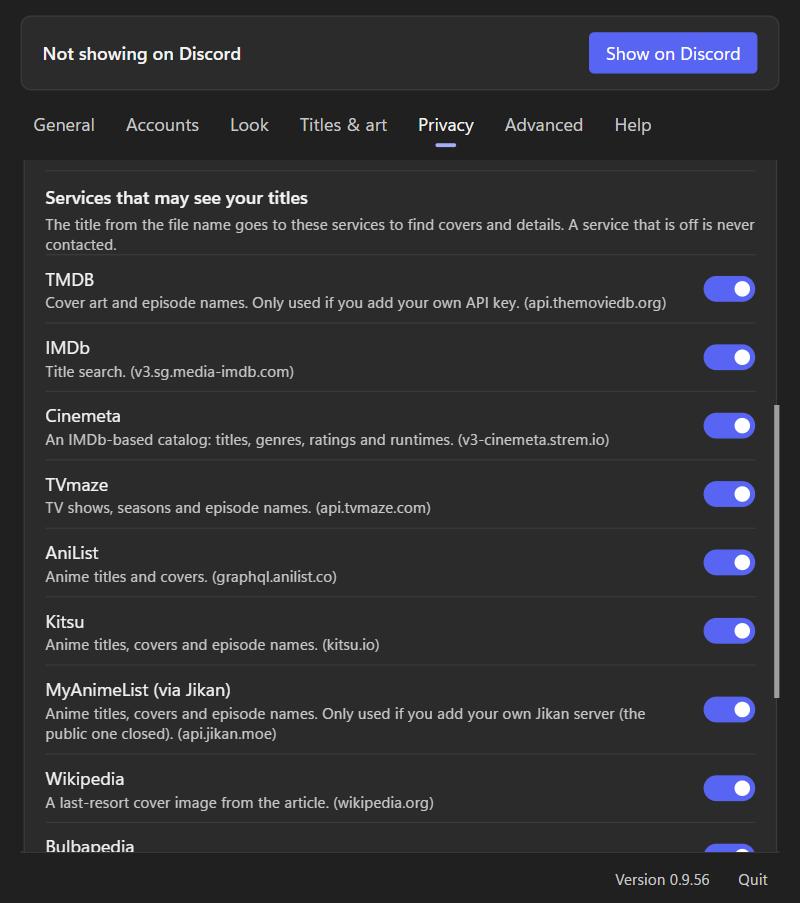 Not showing on Discord
Show on Discord
General
Accounts
Look
Titles & art
Privacy
Advanced
Help
Services that may see your titles
The title from the file name goes to these services to find covers and details. A service that is off is never
contacted.
TMDB
Cover art and episode names. Only used if you add your own API key. (api.themoviedb.org)
IMDb
Title search. (v3.sg.media-imdb.com)
Cinemeta
An IMDb-based catalog: titles, genres, ratings and runtimes. (v3-cinemeta.strem.io)
TVmaze
TV shows, seasons and episode names. (api.tvmaze.com)
AniList
Anime titles and covers. (graphql.anilist.co)
Kitsu
Anime titles, covers and episode names. (kitsu.io)
MyAnimeList (via Jikan)
Anime titles, covers and episode names. Only used if you add your own Jikan server (the
public one closed). (api.jikan.moe)
Wikipedia
A last-resort cover image from the article. (wikipedia.org)
Bulbapedia
Version 0.9.56
Quit